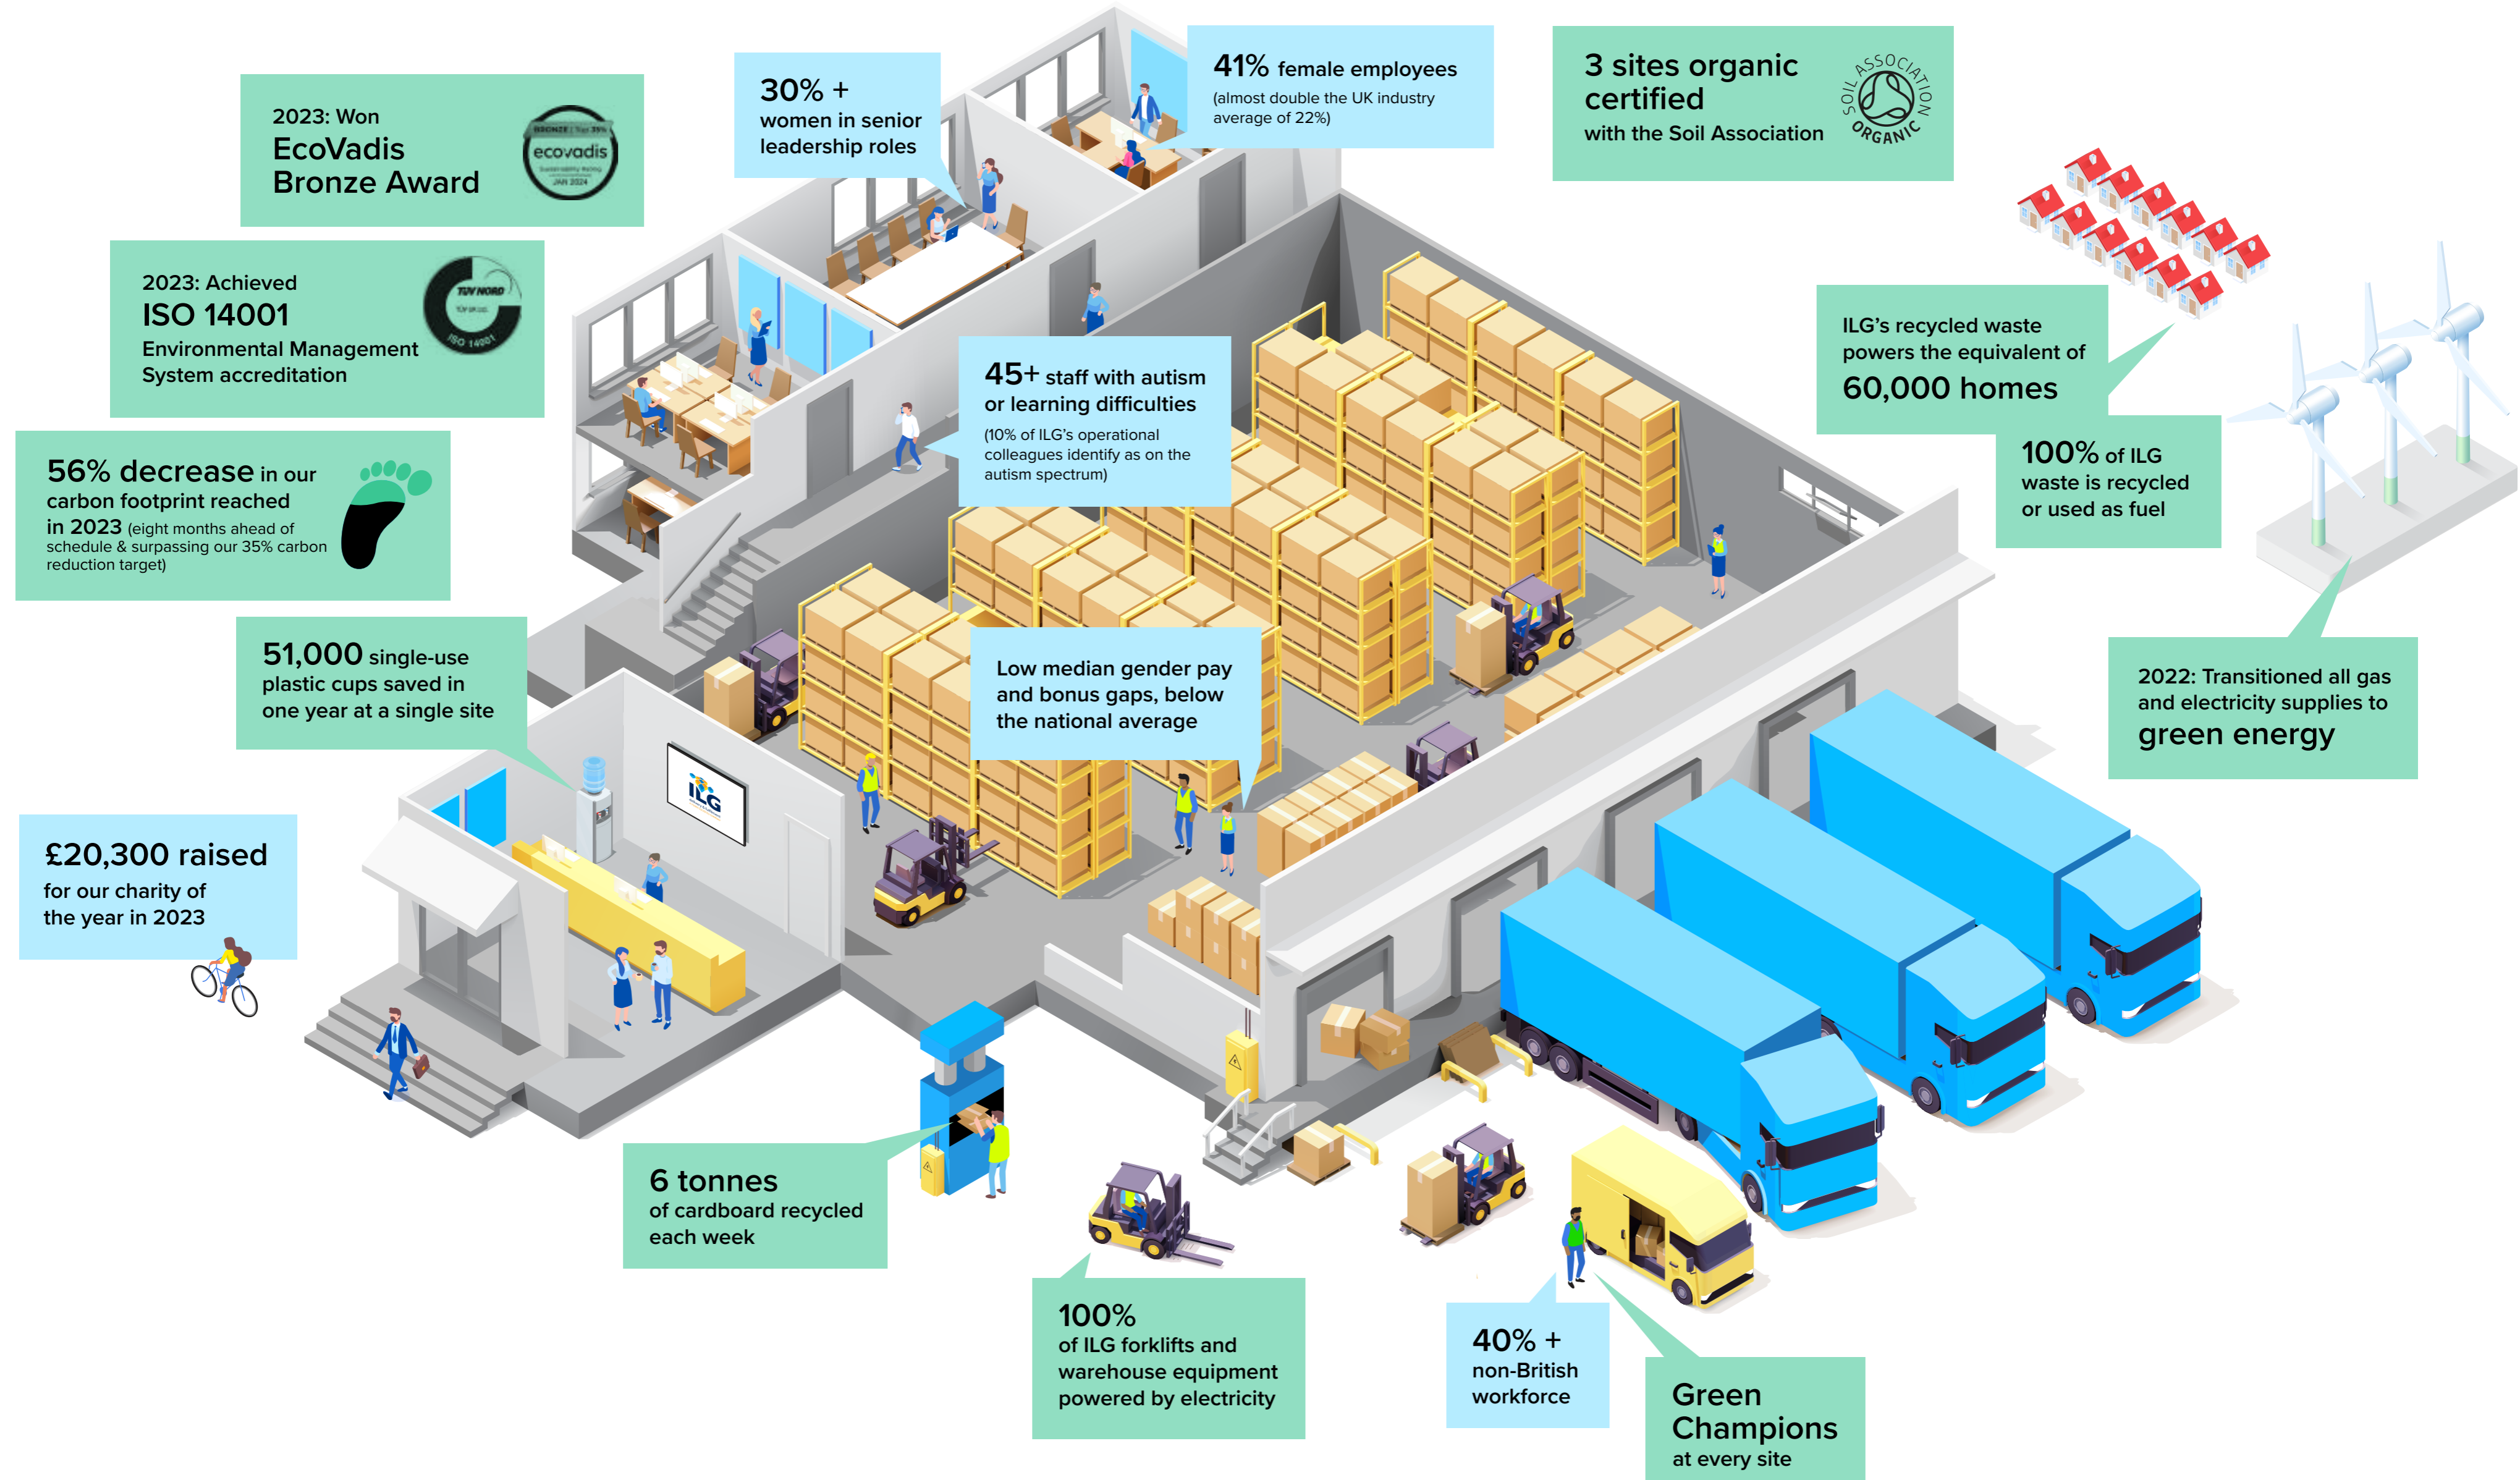 2023: Won
EcoVadis
Bronze Award
BRONZE | Top 35%
ecovadis
Sustainability Rating
JAN 2024
30% +
women in senior
leadership roles
41% female employees
(almost double the UK industry
average of 22%)
3 sites organic
certified
with the Soil Association
SOIL ASSOCIATION
ORGANIC
2023: Achieved
ISO 14001
Environmental Management
System accreditation
TÜV NORD
ISO 14001
45+ staff with autism
or learning difficulties
(10% of ILG's operational
colleagues identify as on the
autism spectrum)
ILG's recycled waste
powers the equivalent of
60,000 homes
100% of ILG
waste is recycled
or used as fuel
56% decrease in our
carbon footprint reached
in 2023 (eight months ahead of
schedule & surpassing our 35% carbon
reduction target)
51,000 single-use
plastic cups saved in
one year at a single site
Low median gender pay
and bonus gaps, below
the national average
2022: Transitioned all gas
and electricity supplies to
green energy
ILG
£20,300 raised
for our charity of
the year in 2023
6 tonnes
of cardboard recycled
each week
100%
of ILG forklifts and
warehouse equipment
powered by electricity
40% +
non-British
workforce
Green
Champions
at every site